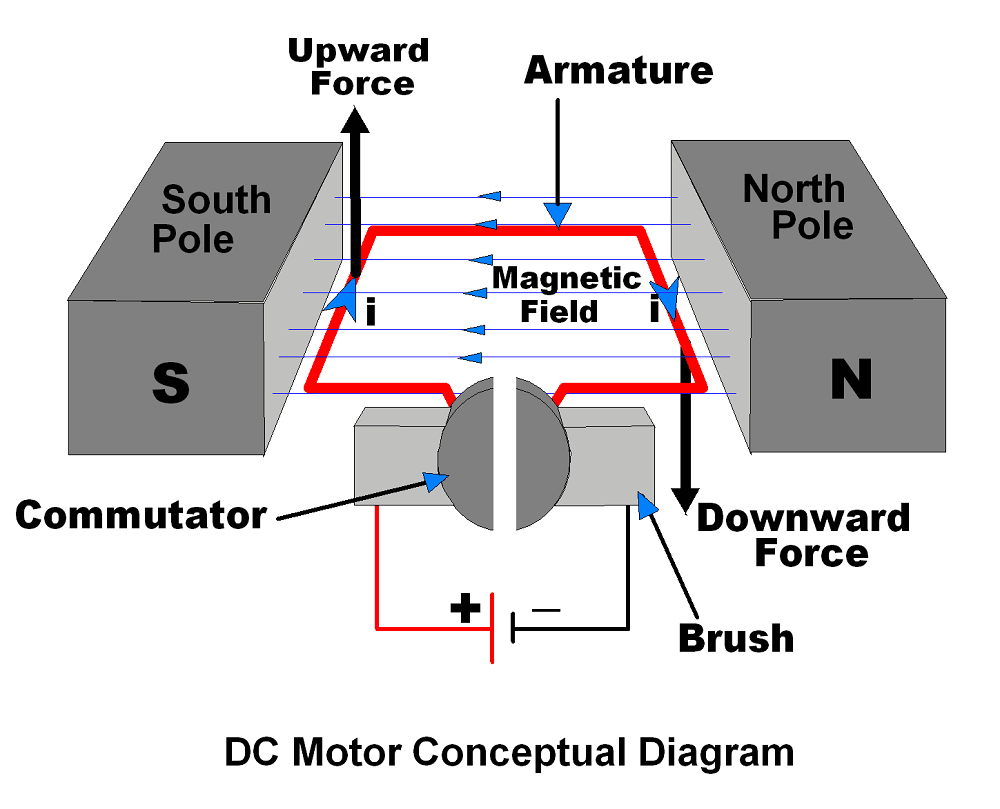 Upward
Force
Armature
South
Pole
North
Pole
Magnetic
Field
i
i
S
N
Commutator
Downward
Force
+
−
Brush
DC Motor Conceptual Diagram